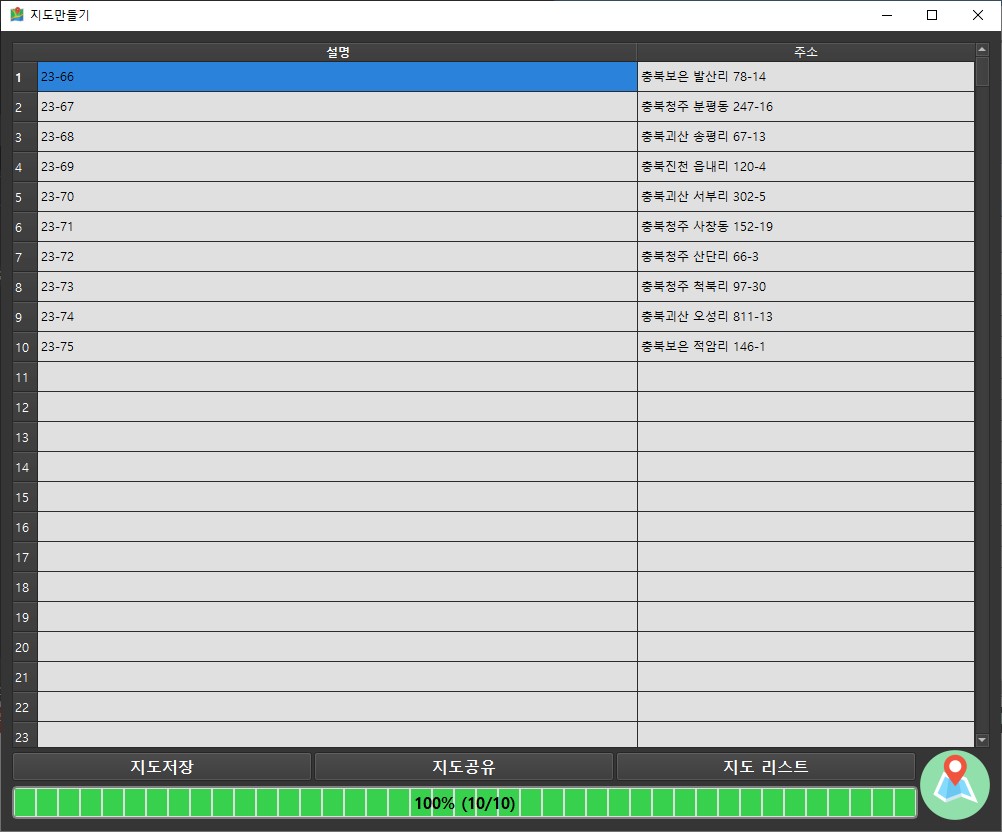 지도만들기
설명 주소
1 23-66 충북보은 발산리 78-14
2 23-67 충북청주 분평동 247-16
3 23-68 충북괴산 송평리 67-13
4 23-69 충북진천 읍내리 120-4
5 23-70 충북괴산 서부리 302-5
6 23-71 충북청주 사창동 152-19
7 23-72 충북청주 산단리 66-3
8 23-73 충북청주 척북리 97-30
9 23-74 충북괴산 오성리 811-13
10 23-75 충북보은 적암리 146-1
11
12
13
14
15
16
17
18
19
20
21
22
23
지도저장 지도공유 지도 리스트
100% (10/10)